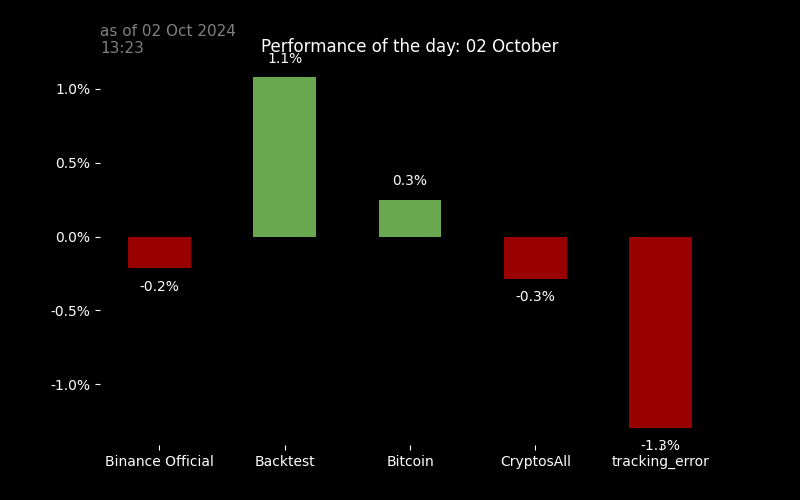 as of 02 Oct 2024
13:23
Performance of the day: 02 October
1.1%
1.0%
0.5%
0.3%
0.0%
-0.2%
-0.3%
-0.5%
-1.0%
-1.3%
Binance Official
Backtest
Bitcoin
CryptosAll
tracking_error